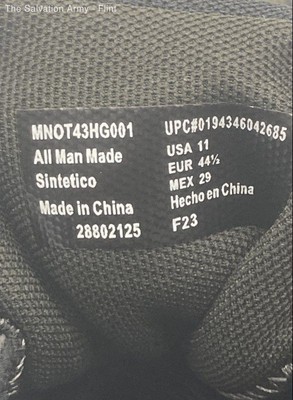 The Salvation Army - Flint
MNOT43HG001
All Man Made
Sintetico
Made in China
28802125
UPC#0194346042685
USA 11
EUR 44½
MEX 29
Hecho en China
F23